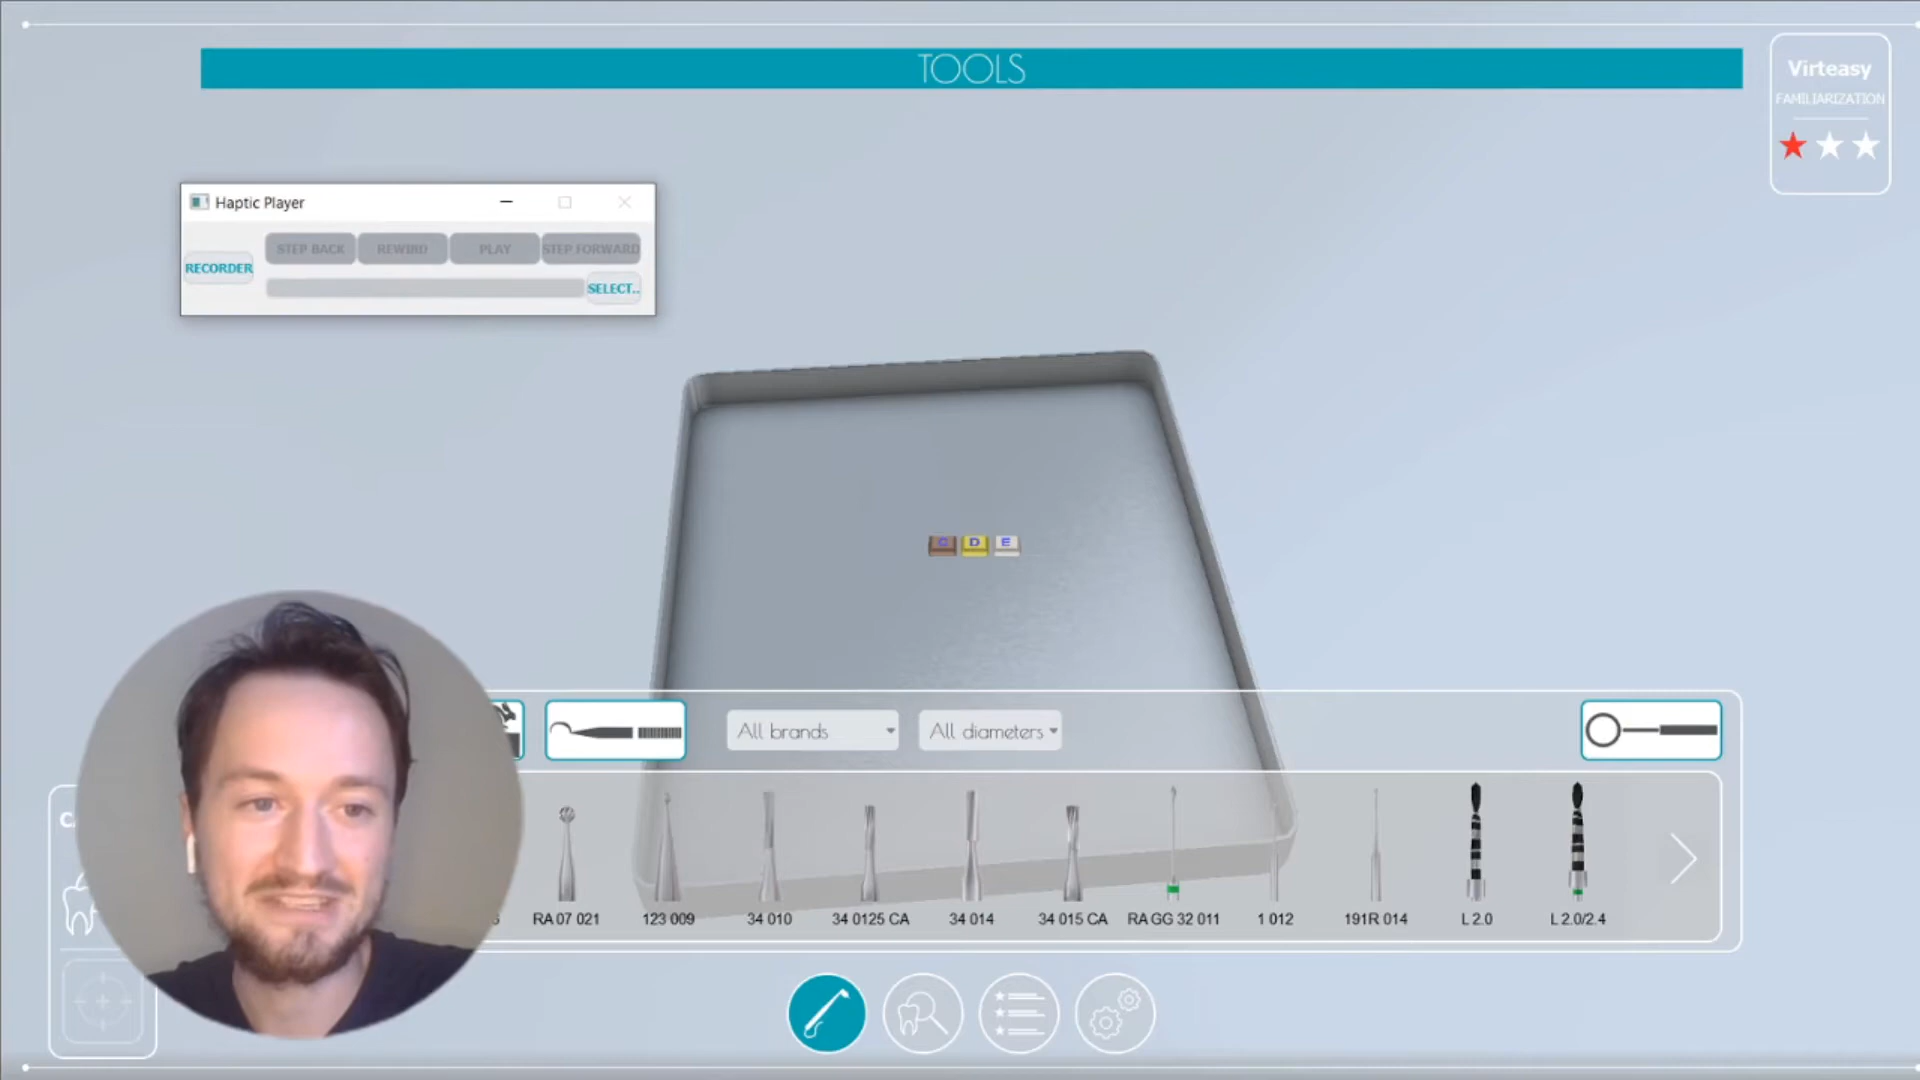 TOOLS
Virteasy
FAMILIARIZATION
Haptic Player
STEP BACK
REWIND
PLAY
STEP FORWARD
RECORDER
SELECT..
C D E
All brands
All diameters
RA 07 021
123 009
34 010
34 0125 CA
34 014
34 015 CA
RA GG 32 011
1 012
191R 014
L 2.0
L 2.0/2.4